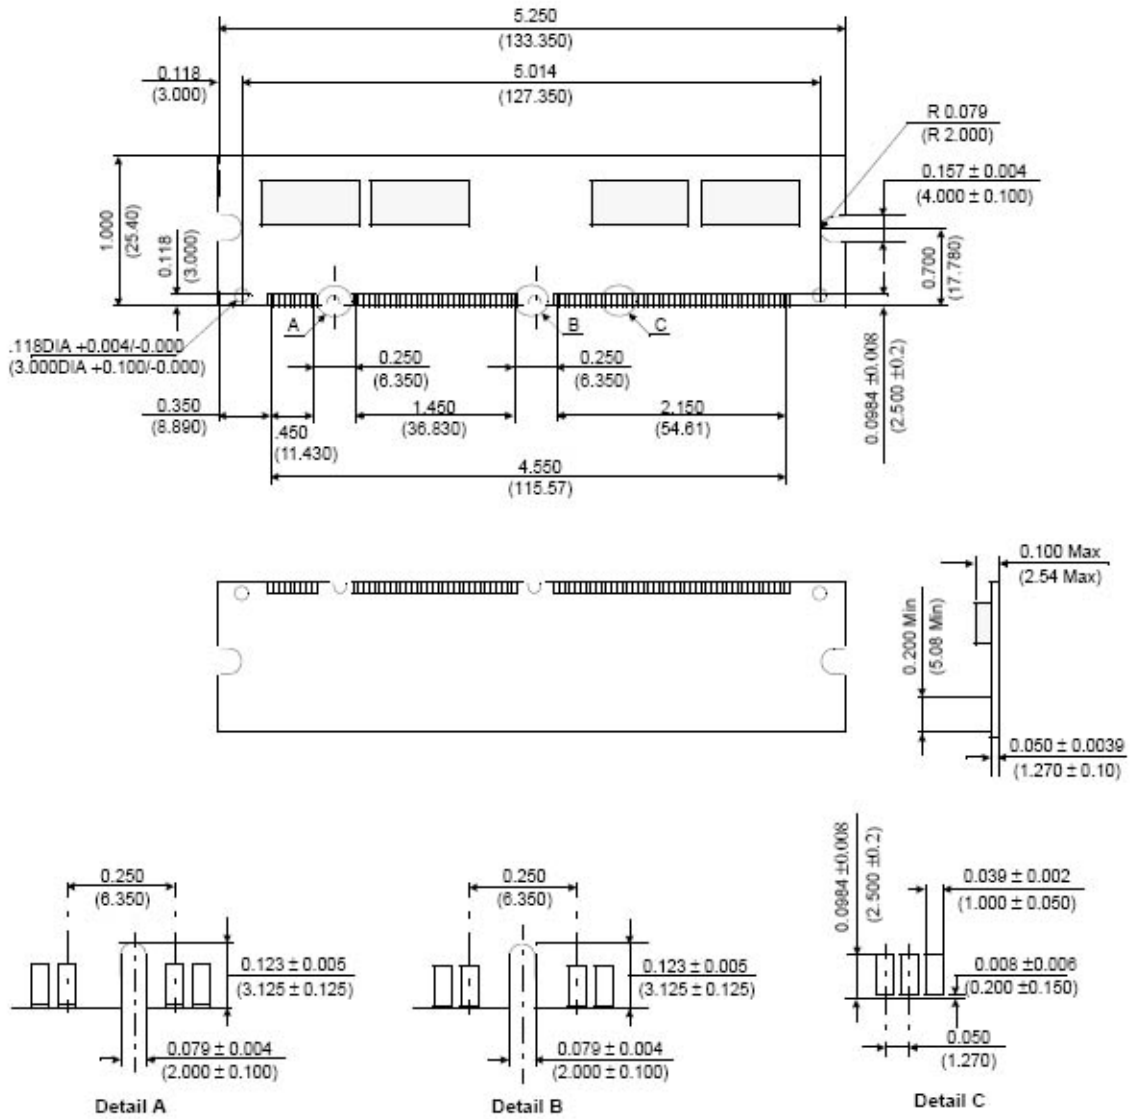 5.250
(133.350)
0.118
(3.000)
5.014
(127.350)
R 0.079
(R 2.000)
0.157 ± 0.004
(4.000 ± 0.100)
1.000
(25.40)
0.118
(3.000)
0.700
(17.780)
A
B
C
.118DIA +0.004/-0.000
(3.000DIA +0.100/-0.000)
0.250
(6.350)
0.250
(6.350)
0.0984 ±0.008
(2.500 ±0.2)
0.350
(8.890)
.450
(11.430)
1.450
(36.830)
2.150
(54.61)
4.550
(115.57)
0.100 Max
(2.54 Max)
0.200 Min
(5.08 Min)
0.050 ± 0.0039
(1.270 ± 0.10)
0.250
(6.350)
0.123 ± 0.005
(3.125 ± 0.125)
0.079 ± 0.004
(2.000 ± 0.100)
Detail A
0.250
(6.350)
0.123 ± 0.005
(3.125 ± 0.125)
0.079 ± 0.004
(2.000 ± 0.100)
Detail B
0.0984 ±0.008
(2.500 ±0.2)
0.039 ± 0.002
(1.000 ± 0.050)
0.008 ±0.006
(0.200 ±0.150)
0.050
(1.270)
Detail C